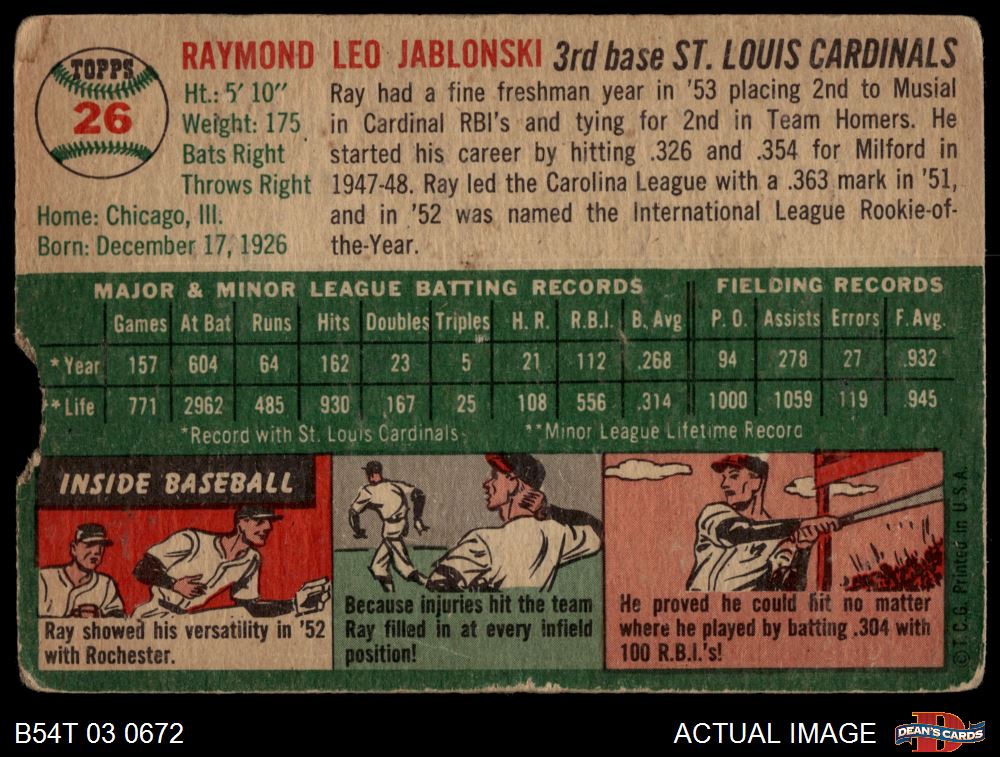 TOPPS
26
RAYMOND LEO JABLONSKI 3rd base ST. LOUIS CARDINALS
Ht.: 5' 10"
Weight: 175
Bats Right
Throws Right
Home: Chicago, Ill.
Born: December 17, 1926
Ray had a fine freshman year in '53 placing 2nd to Musial
in Cardinal RBI's and tying for 2nd in Team Homers. He
started his career by hitting .326 and .354 for Milford in
1947-48. Ray led the Carolina League with a .363 mark in '51,
and in '52 was named the International League Rookie-of-
the-Year.
MAJOR & MINOR LEAGUE BATTING RECORDS FIELDING RECORDS
Games At Bat Runs Hits Doubles Triples H. R. R.B.I. B. Avg P. O. Assists Errors F. Avg.
*Year 157 604 64 162 23 5 21 112 .268 94 278 27 .932
**Life 771 2962 485 930 167 25 108 556 .314 1000 1059 119 .945
*Record with St. Louis Cardinals **Minor League Lifetime Record
INSIDE BASEBALL
Ray showed his versatility in '52
with Rochester.
Because injuries hit the team
Ray filled in at every infield
position!
He proved he could hit no matter
where he played by batting .304 with
100 R.B.I.'s!
© T.C.G. Printed in U.S.A.
B54T 03 0672
ACTUAL IMAGE
DEAN'S CARDS